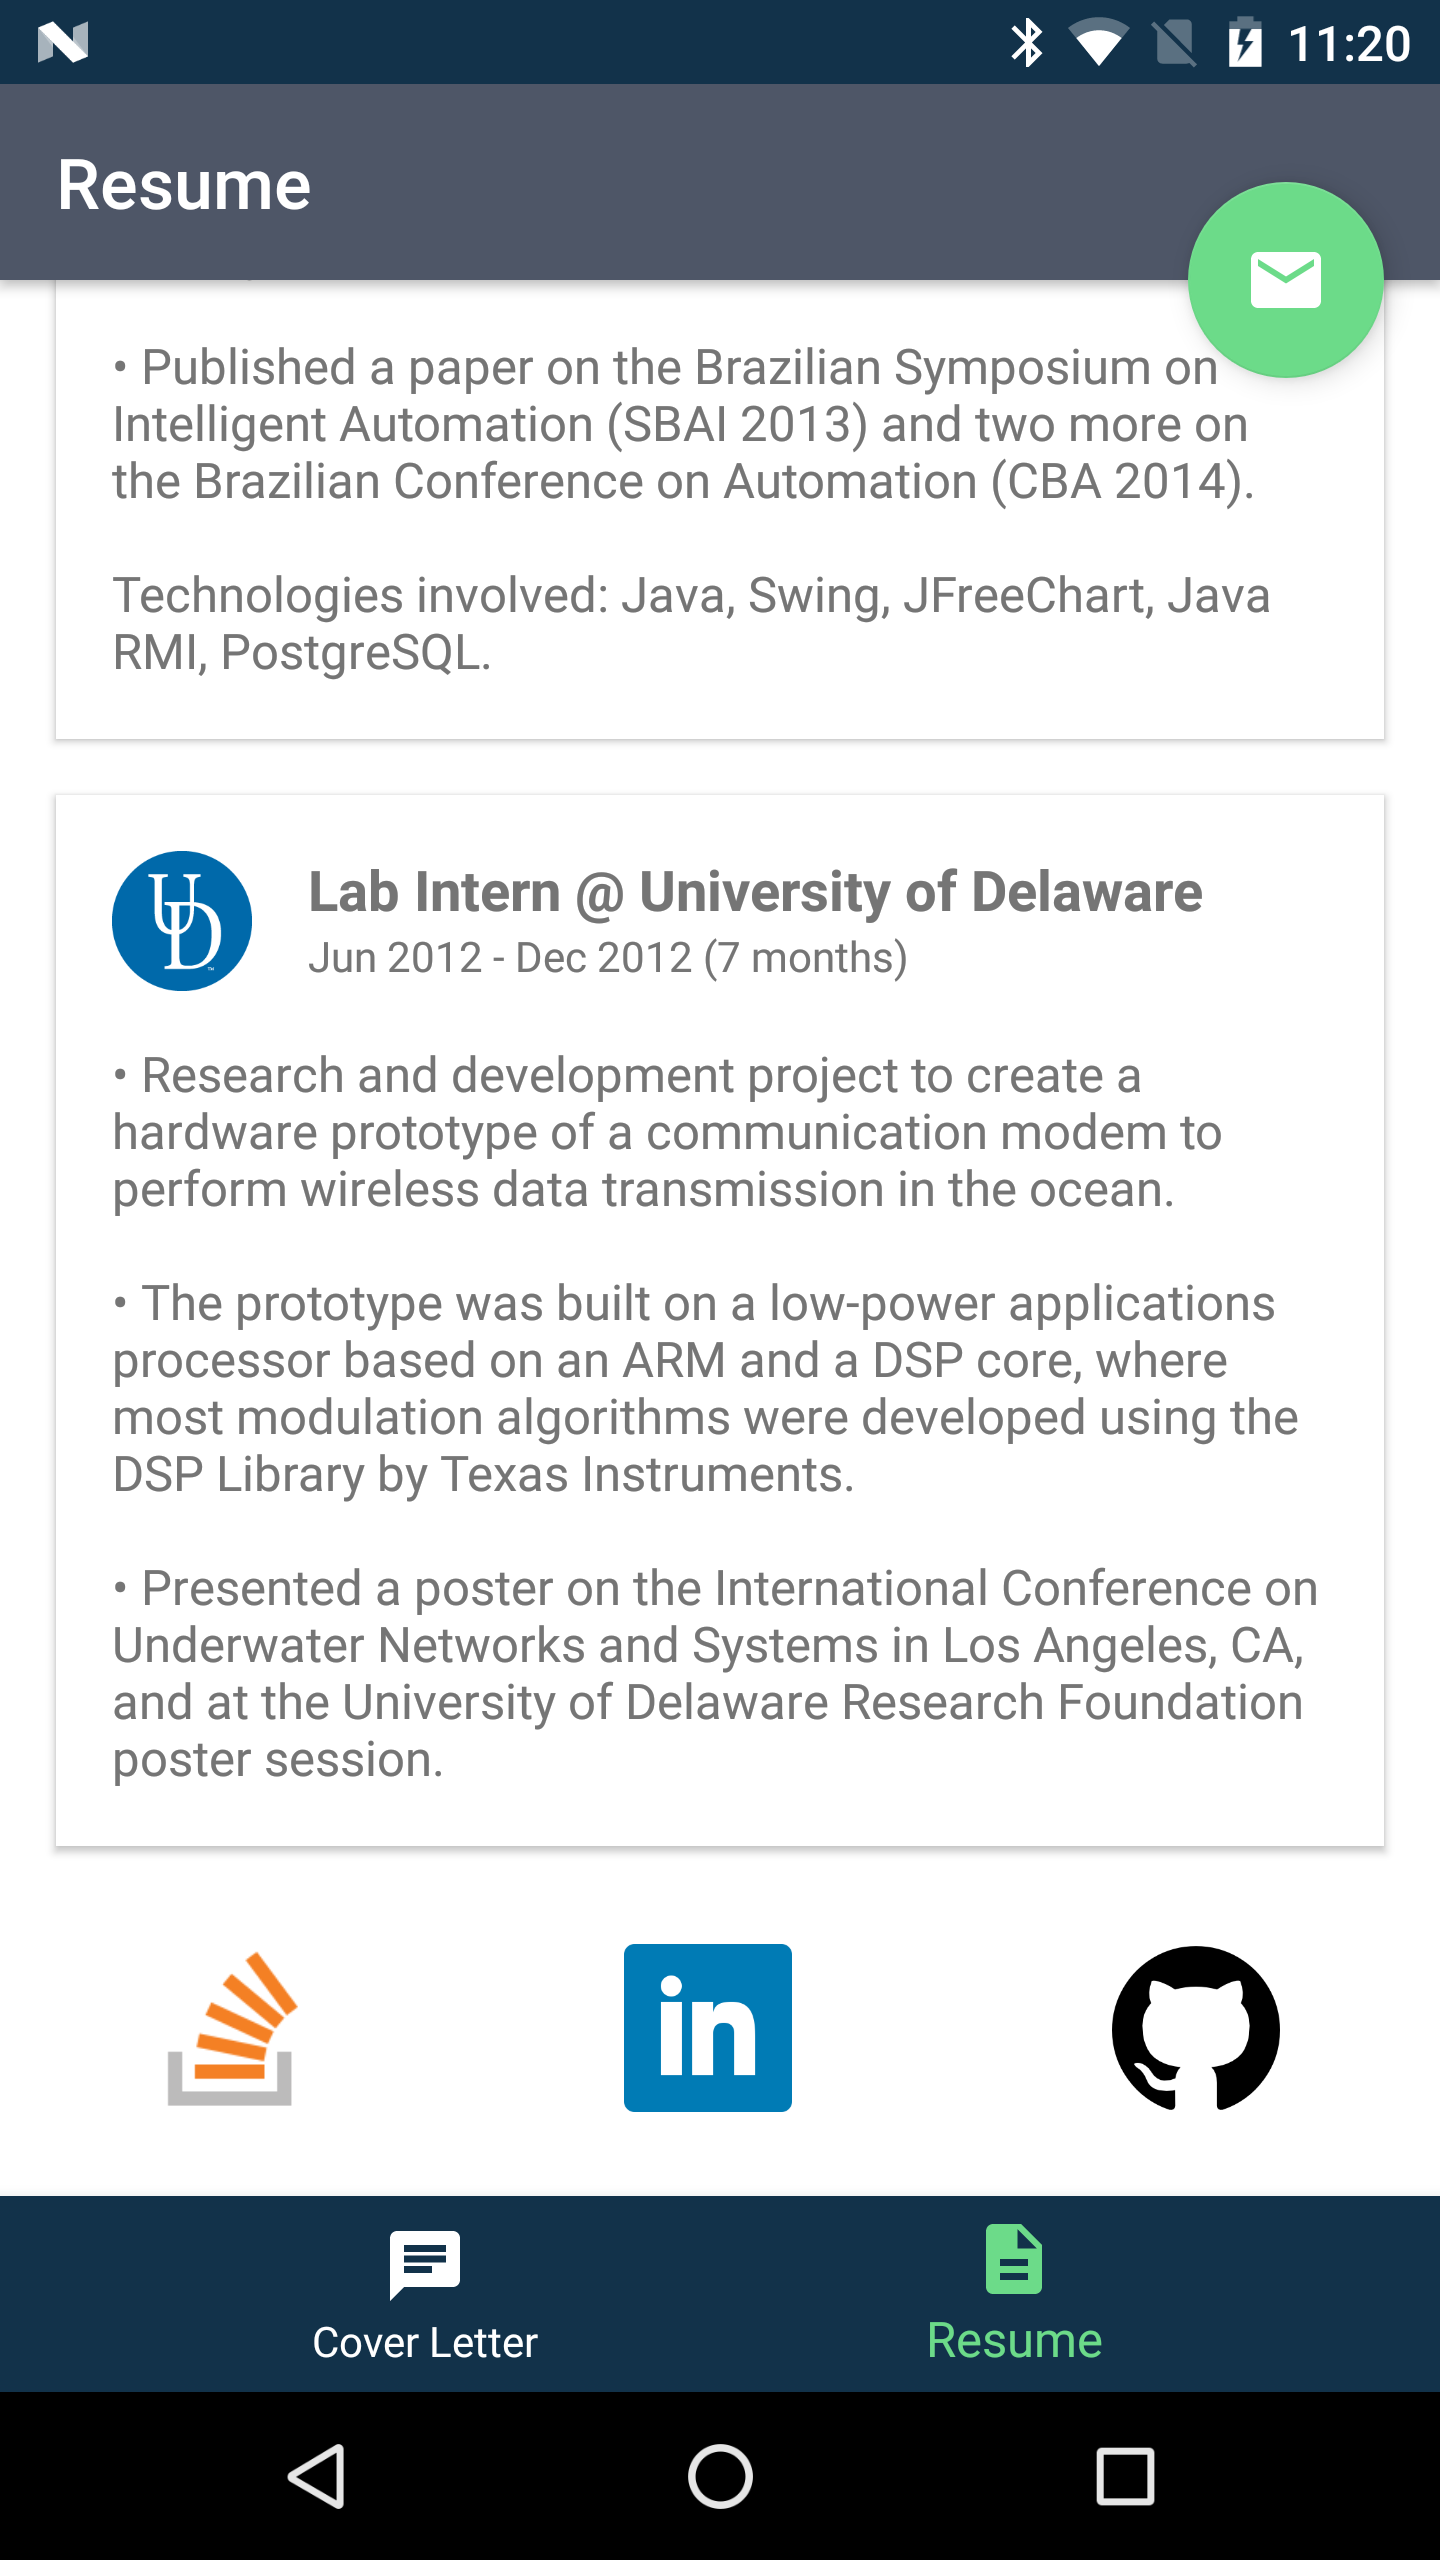 11:20
Resume
• Published a paper on the Brazilian Symposium on
Intelligent Automation (SBAI 2013) and two more on
the Brazilian Conference on Automation (CBA 2014).
Technologies involved: Java, Swing, JFreeChart, Java
RMI, PostgreSQL.
UD
Lab Intern @ University of Delaware
Jun 2012 - Dec 2012 (7 months)
• Research and development project to create a
hardware prototype of a communication modem to
perform wireless data transmission in the ocean.
• The prototype was built on a low-power applications
processor based on an ARM and a DSP core, where
most modulation algorithms were developed using the
DSP Library by Texas Instruments.
• Presented a poster on the International Conference on
Underwater Networks and Systems in Los Angeles, CA,
and at the University of Delaware Research Foundation
poster session.
in
Cover Letter
Resume